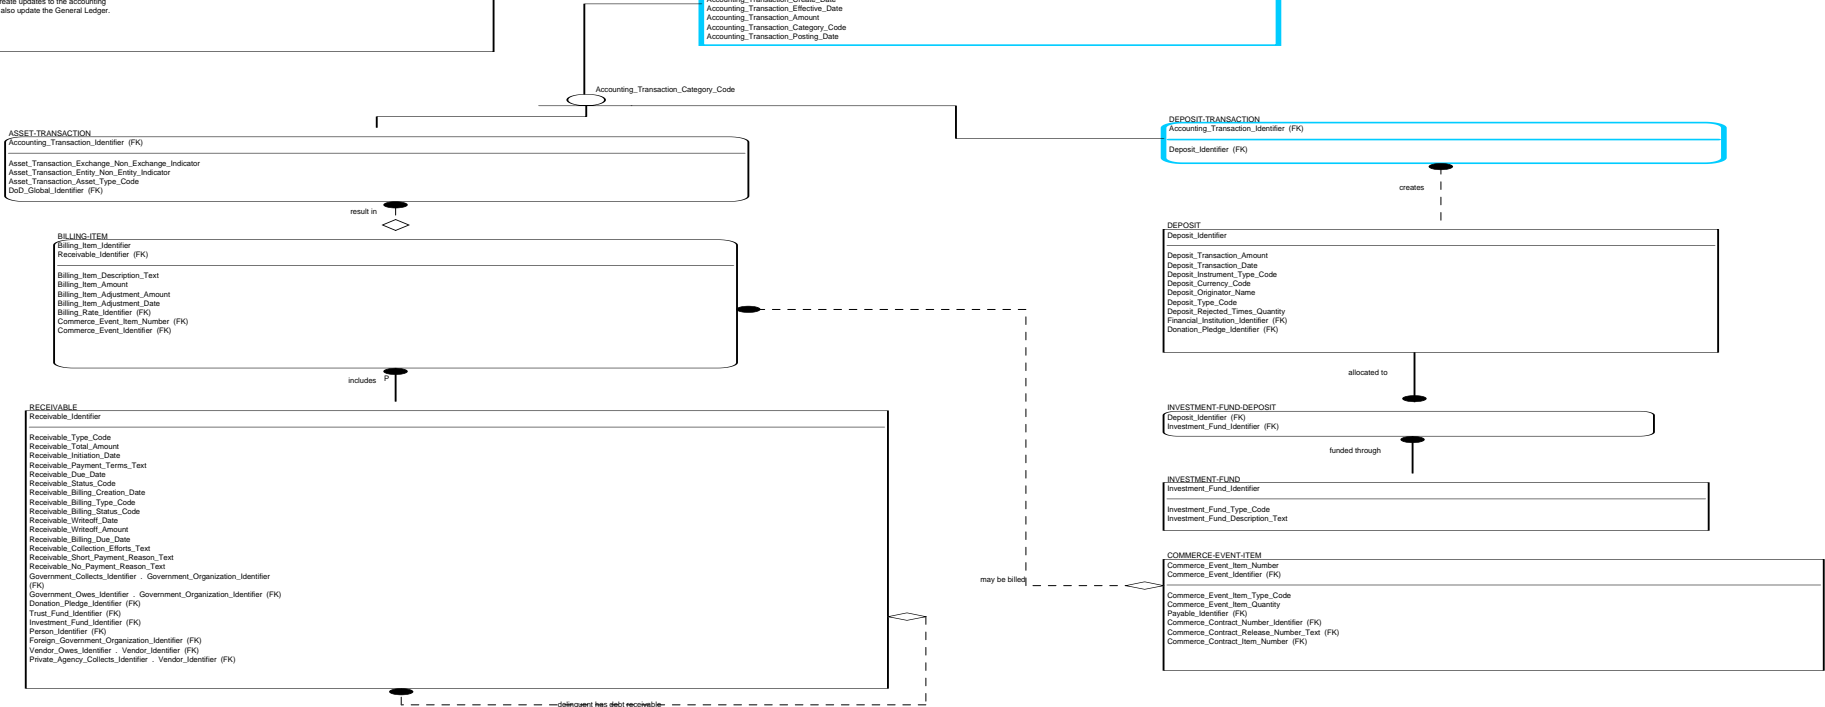 reate updates to the accounting
also update the General Ledger.
Accounting_Transaction_Create_Date
Accounting_Transaction_Effective_Date
Accounting_Transaction_Amount
Accounting_Transaction_Category_Code
Accounting_Transaction_Posting_Date
Accounting_Transaction_Category_Code
ASSET-TRANSACTION
Accounting_Transaction_Identifier (FK)
Asset_Transaction_Exchange_Non_Exchange_Indicator
Asset_Transaction_Entity_Non_Entity_Indicator
Asset_Transaction_Asset_Type_Code
DoD_Global_Identifier (FK)
result in
BILLING-ITEM
Billing_Item_Identifier
Receivable_Identifier (FK)
Billing_Item_Description_Text
Billing_Item_Amount
Billing_Item_Adjustment_Amount
Billing_Item_Adjustment_Date
Billing_Rate_Identifier (FK)
Commerce_Event_Item_Number (FK)
Commerce_Event_Identifier (FK)
includes P
RECEIVABLE
Receivable_Identifier
Receivable_Type_Code
Receivable_Total_Amount
Receivable_Initiation_Date
Receivable_Payment_Terms_Text
Receivable_Due_Date
Receivable_Status_Code
Receivable_Billing_Creation_Date
Receivable_Billing_Type_Code
Receivable_Billing_Status_Code
Receivable_Writeoff_Date
Receivable_Writeoff_Amount
Receivable_Billing_Due_Date
Receivable_Collection_Efforts_Text
Receivable_Short_Payment_Reason_Text
Receivable_No_Payment_Reason_Text
Government_Collects_Identifier . Government_Organization_Identifier
(FK)
Government_Owes_Identifier . Government_Organization_Identifier (FK)
Donation_Pledge_Identifier (FK)
Trust_Fund_Identifier (FK)
Investment_Fund_Identifier (FK)
Person_Identifier (FK)
Foreign_Government_Organization_Identifier (FK)
Vendor_Owes_Identifier . Vendor_Identifier (FK)
Private_Agency_Collects_Identifier . Vendor_Identifier (FK)
delinquent has debt receivable
DEPOSIT-TRANSACTION
Accounting_Transaction_Identifier (FK)
Deposit_Identifier (FK)
creates
DEPOSIT
Deposit_Identifier
Deposit_Transaction_Amount
Deposit_Transaction_Date
Deposit_Instrument_Type_Code
Deposit_Currency_Code
Deposit_Originator_Name
Deposit_Type_Code
Deposit_Rejected_Times_Quantity
Financial_Institution_Identifier (FK)
Donation_Pledge_Identifier (FK)
allocated to
INVESTMENT-FUND-DEPOSIT
Deposit_Identifier (FK)
Investment_Fund_Identifier (FK)
funded through
INVESTMENT-FUND
Investment_Fund_Identifier
Investment_Fund_Type_Code
Investment_Fund_Description_Text
COMMERCE-EVENT-ITEM
Commerce_Event_Item_Number
Commerce_Event_Identifier (FK)
may be billed
Commerce_Event_Item_Type_Code
Commerce_Event_Item_Quantity
Payable_Identifier (FK)
Commerce_Contract_Number_Identifier (FK)
Commerce_Contract_Release_Number_Text (FK)
Commerce_Contract_Item_Number (FK)